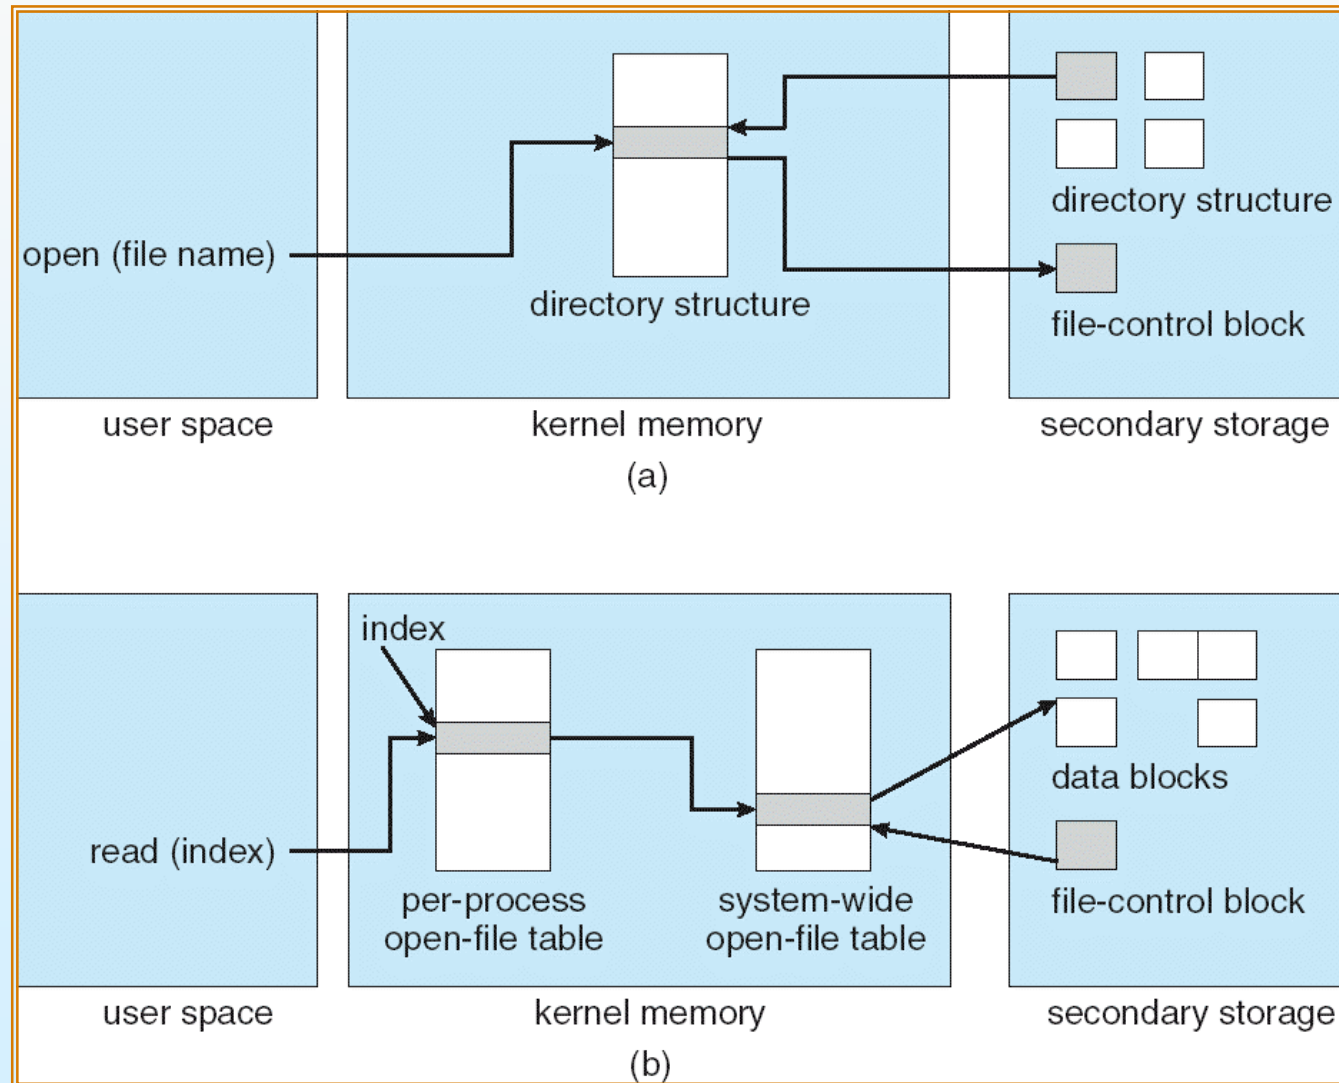 open (file name)
directory structure
directory structure
file-control block
user space
kernel memory
secondary storage
(a)
index
read (index)
per-process
open-file table
system-wide
open-file table
data blocks
file-control block
user space
kernel memory
secondary storage
(b)